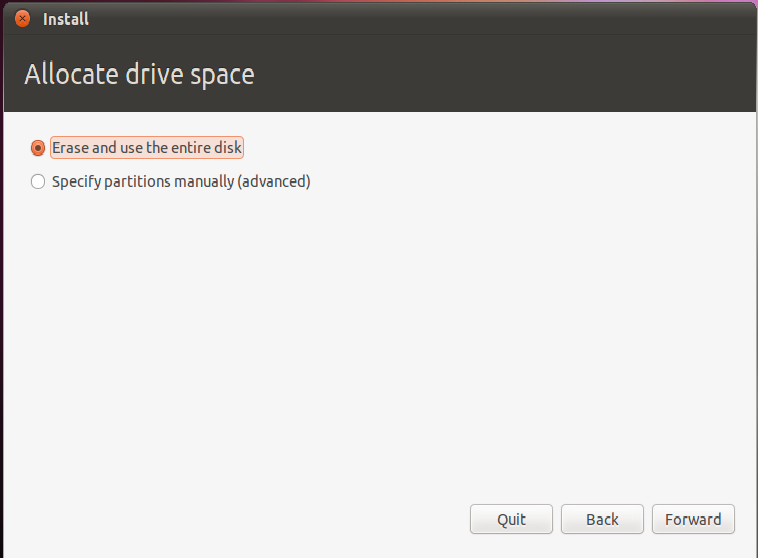 Install
Allocate drive space
Erase and use the entire disk
Specify partitions manually (advanced)
Quit Back Forward